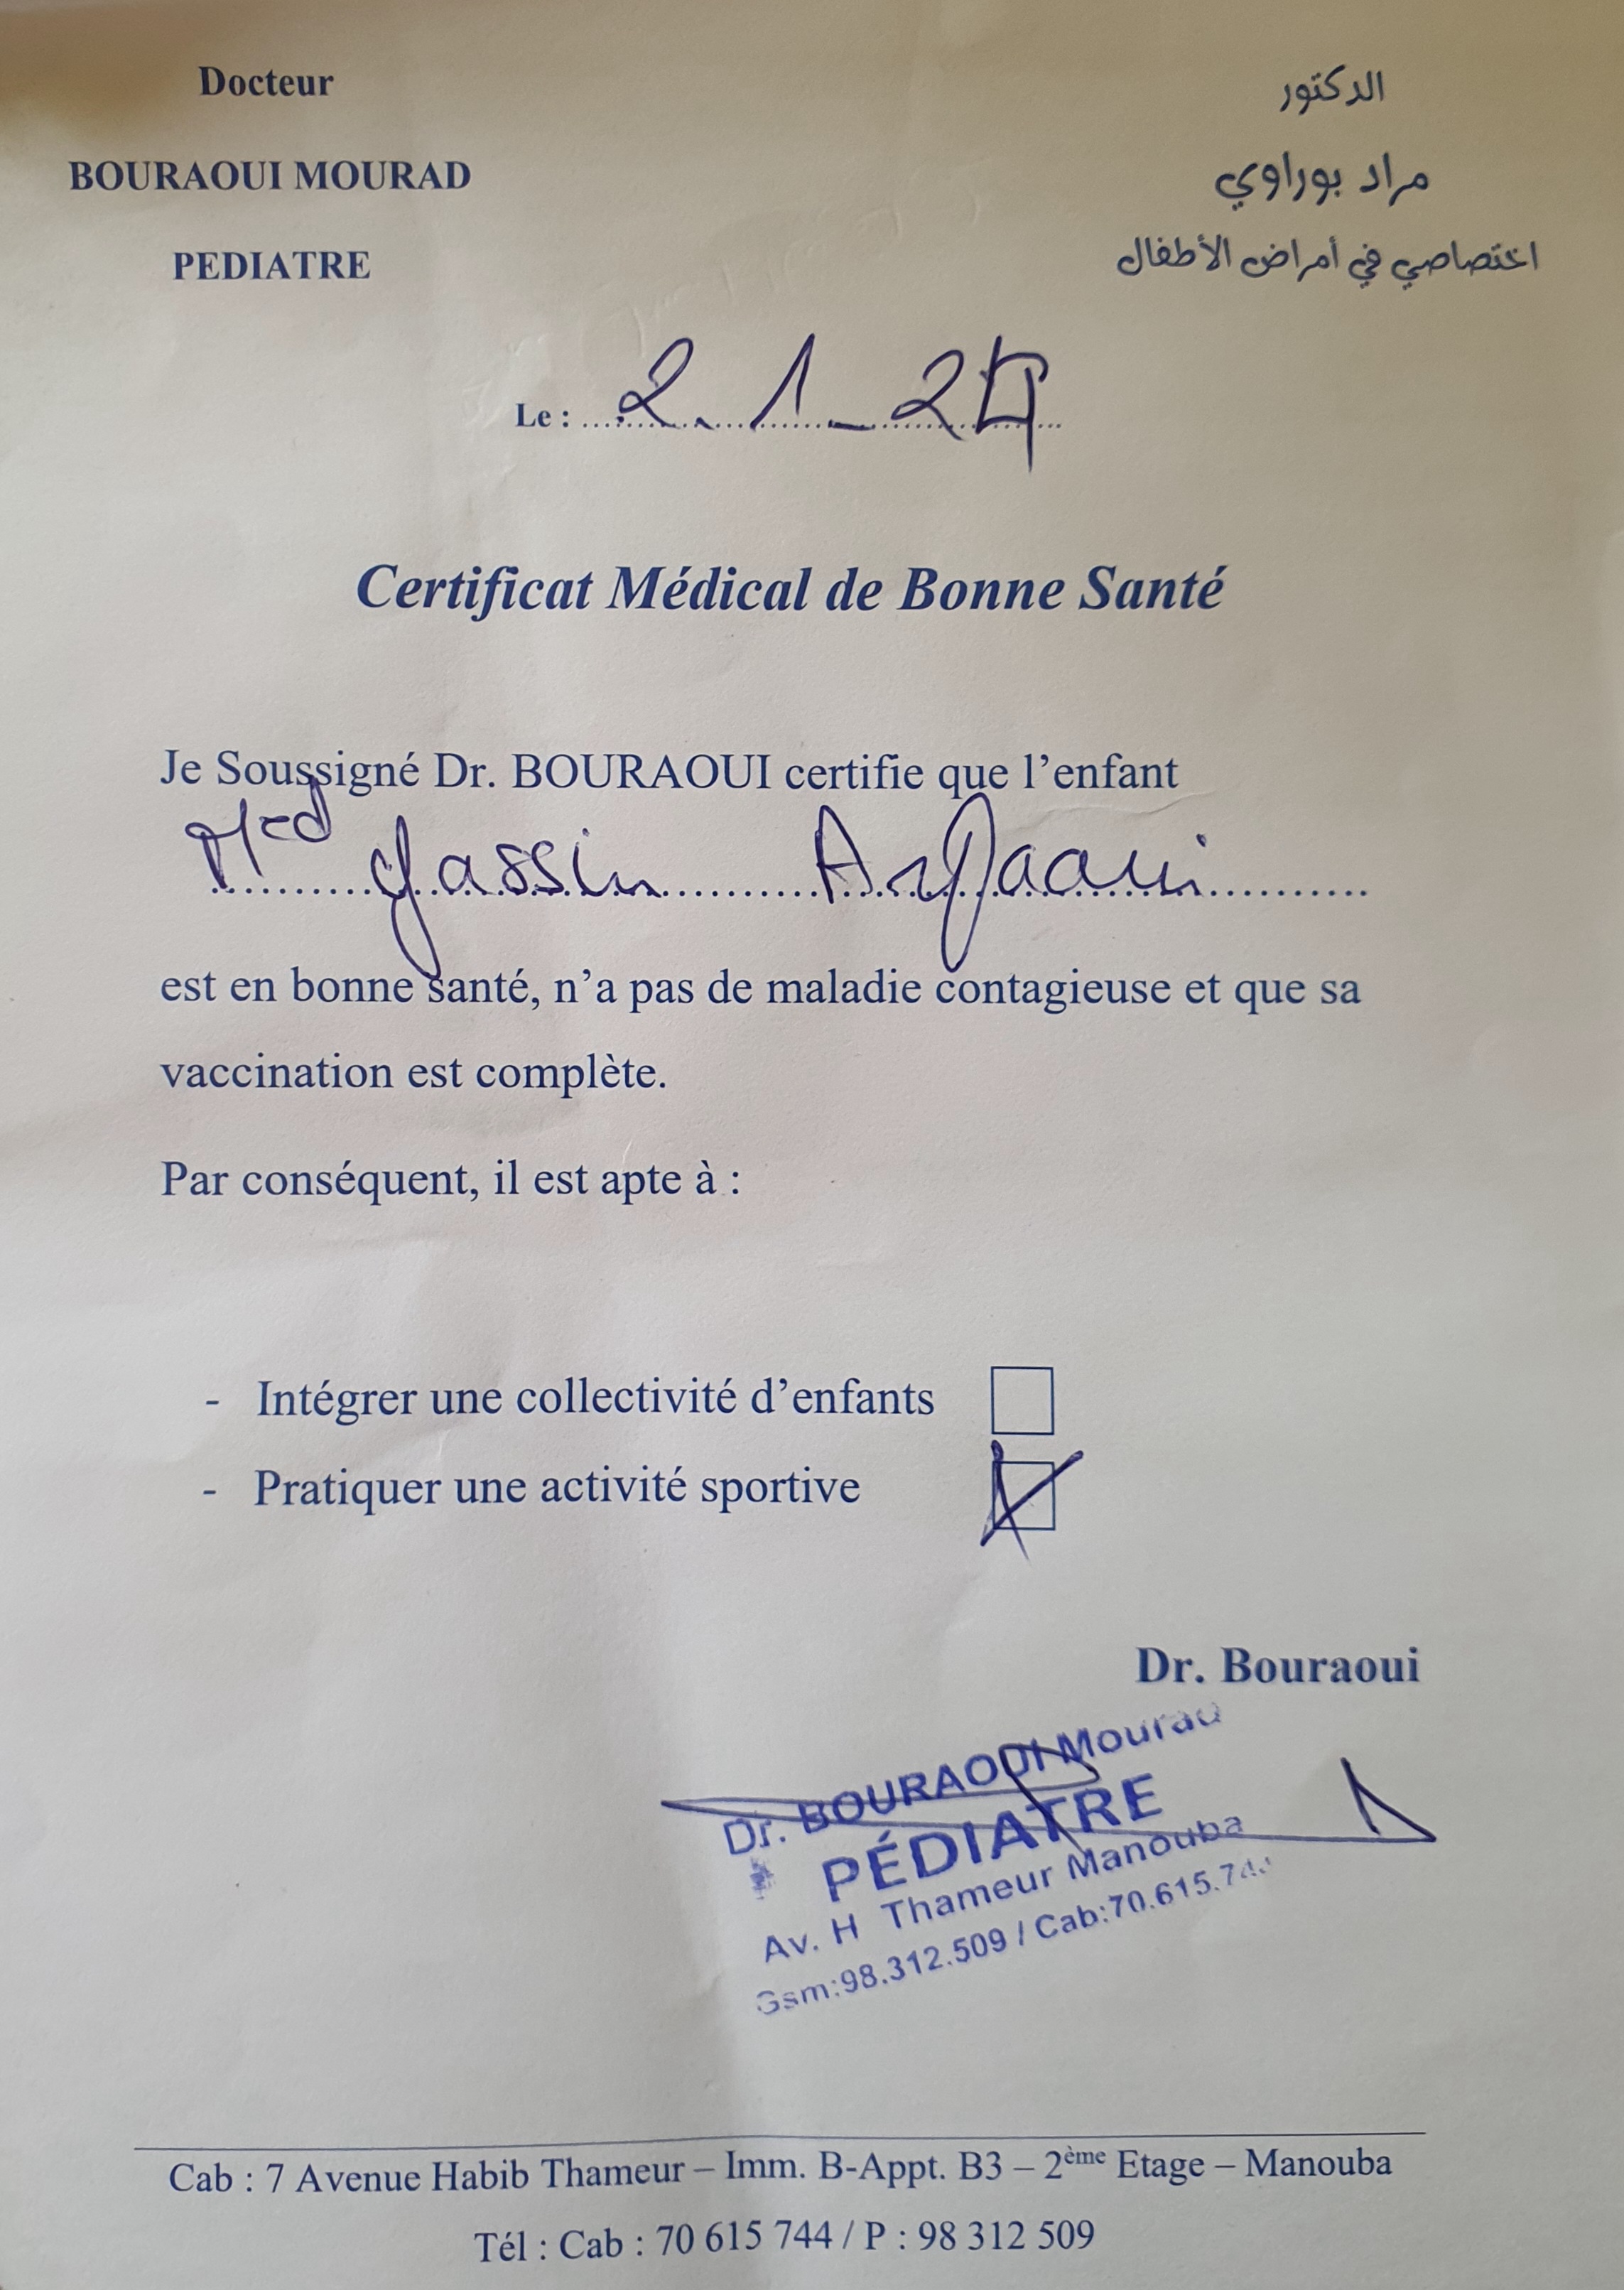 Docteur
BOURAOUI MOURAD
PEDIATRE
الدكتور
مراد بوراوي
اختصاصي في أمراض الأطفال
Le : 2. 1 _ 24
Certificat Médical de Bonne Santé
Je Soussigné Dr. BOURAOUI certifie que l'enfant
Med Yassin Arfaoui
est en bonne santé, n'a pas de maladie contagieuse et que sa
vaccination est complète.
Par conséquent, il est apte à :
- Intégrer une collectivité d'enfants
- Pratiquer une activité sportive
Dr. Bouraoui
Dr. BOURAOUI Mourad
PÉDIATRE
Av. H Thameur Manouba
Gsm:98.312.509 / Cab:70.615.744
Cab : 7 Avenue Habib Thameur – Imm. B-Appt. B3 – 2ème Etage – Manouba
Tél : Cab : 70 615 744 / P : 98 312 509